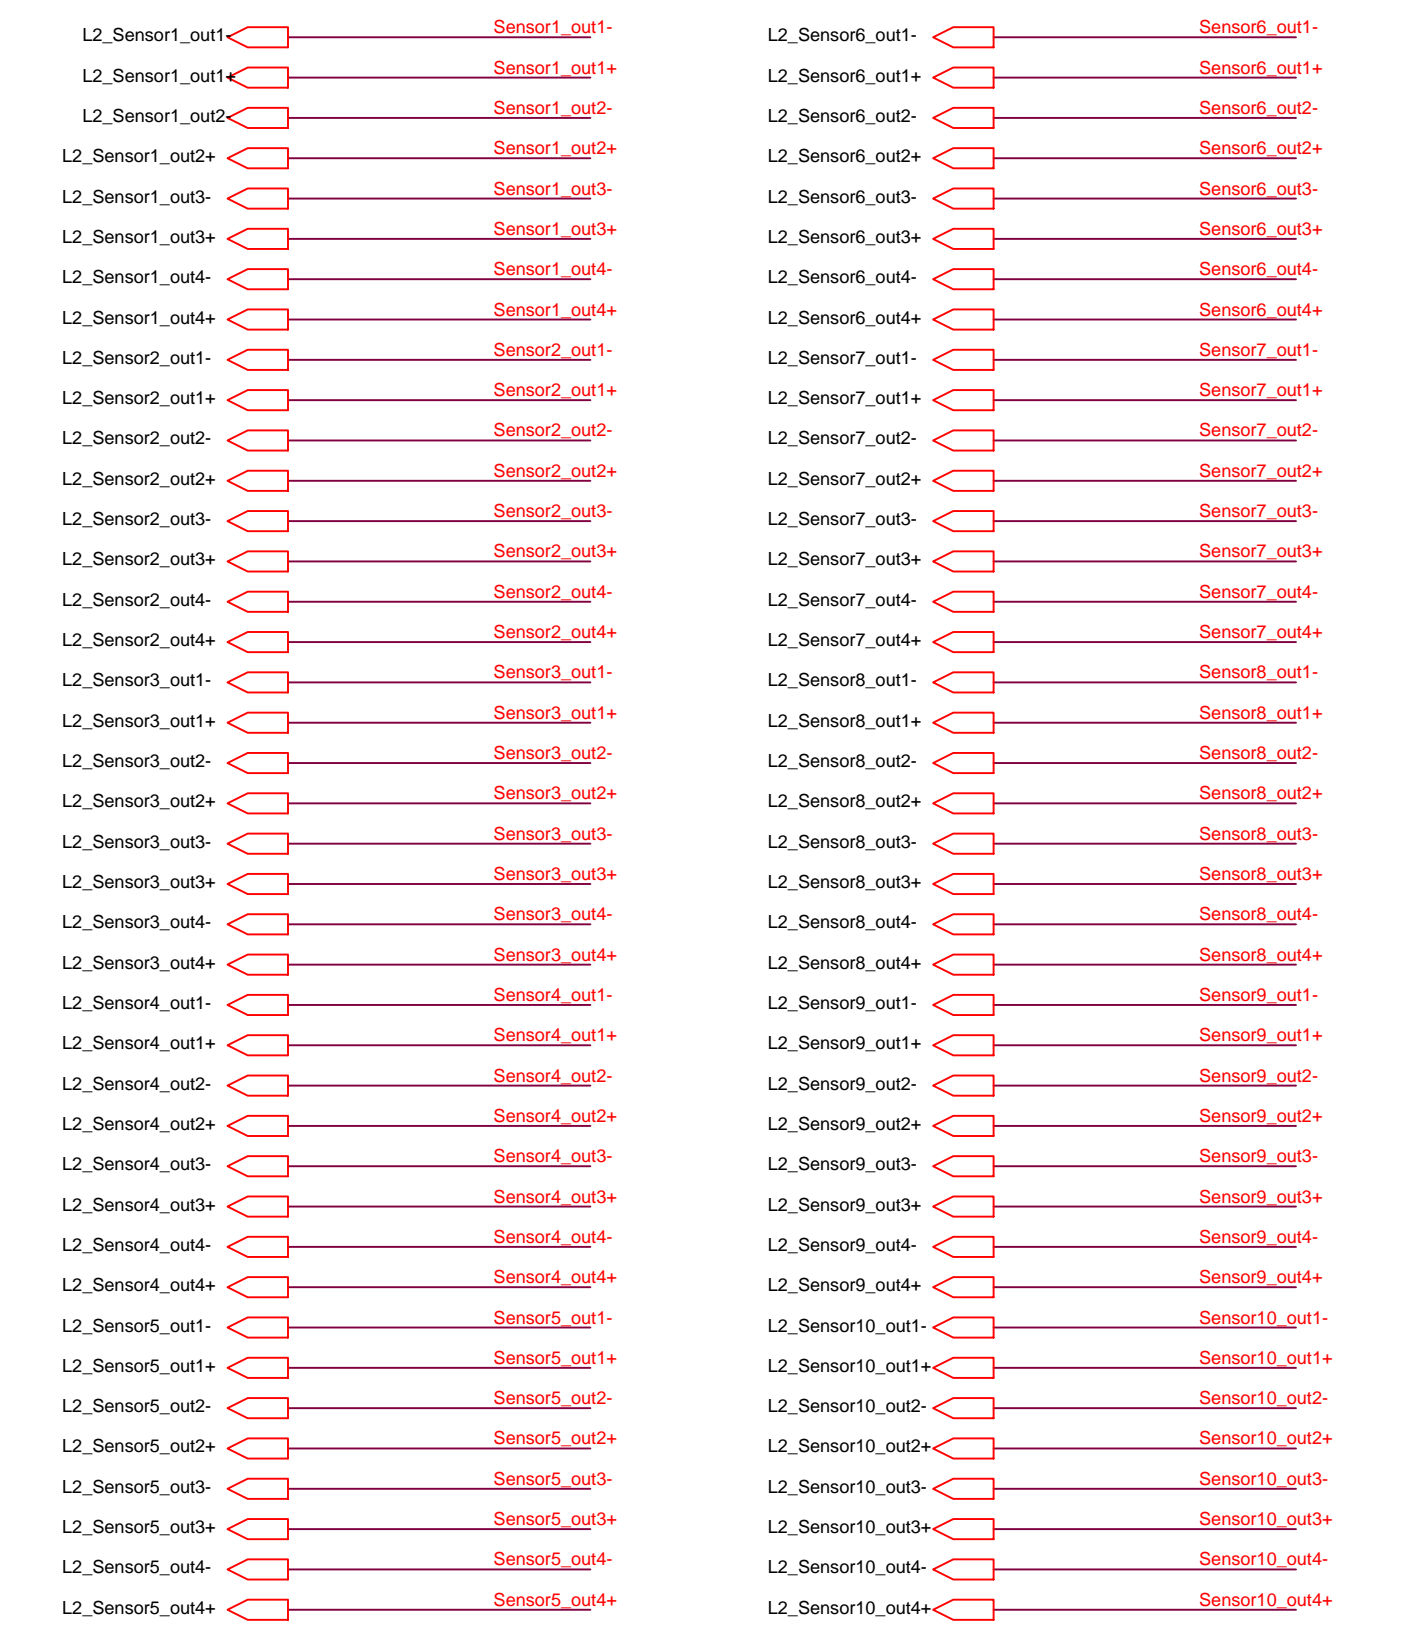 L2_Sensor1_out1- Sensor1_out1-
L2_Sensor1_out1+ Sensor1_out1+
L2_Sensor1_out2- Sensor1_out2-
L2_Sensor1_out2+ Sensor1_out2+
L2_Sensor1_out3- Sensor1_out3-
L2_Sensor1_out3+ Sensor1_out3+
L2_Sensor1_out4- Sensor1_out4-
L2_Sensor1_out4+ Sensor1_out4+
L2_Sensor2_out1- Sensor2_out1-
L2_Sensor2_out1+ Sensor2_out1+
L2_Sensor2_out2- Sensor2_out2-
L2_Sensor2_out2+ Sensor2_out2+
L2_Sensor2_out3- Sensor2_out3-
L2_Sensor2_out3+ Sensor2_out3+
L2_Sensor2_out4- Sensor2_out4-
L2_Sensor2_out4+ Sensor2_out4+
L2_Sensor3_out1- Sensor3_out1-
L2_Sensor3_out1+ Sensor3_out1+
L2_Sensor3_out2- Sensor3_out2-
L2_Sensor3_out2+ Sensor3_out2+
L2_Sensor3_out3- Sensor3_out3-
L2_Sensor3_out3+ Sensor3_out3+
L2_Sensor3_out4- Sensor3_out4-
L2_Sensor3_out4+ Sensor3_out4+
L2_Sensor4_out1- Sensor4_out1-
L2_Sensor4_out1+ Sensor4_out1+
L2_Sensor4_out2- Sensor4_out2-
L2_Sensor4_out2+ Sensor4_out2+
L2_Sensor4_out3- Sensor4_out3-
L2_Sensor4_out3+ Sensor4_out3+
L2_Sensor4_out4- Sensor4_out4-
L2_Sensor4_out4+ Sensor4_out4+
L2_Sensor5_out1- Sensor5_out1-
L2_Sensor5_out1+ Sensor5_out1+
L2_Sensor5_out2- Sensor5_out2-
L2_Sensor5_out2+ Sensor5_out2+
L2_Sensor5_out3- Sensor5_out3-
L2_Sensor5_out3+ Sensor5_out3+
L2_Sensor5_out4- Sensor5_out4-
L2_Sensor5_out4+ Sensor5_out4+
L2_Sensor6_out1- Sensor6_out1-
L2_Sensor6_out1+ Sensor6_out1+
L2_Sensor6_out2- Sensor6_out2-
L2_Sensor6_out2+ Sensor6_out2+
L2_Sensor6_out3- Sensor6_out3-
L2_Sensor6_out3+ Sensor6_out3+
L2_Sensor6_out4- Sensor6_out4-
L2_Sensor6_out4+ Sensor6_out4+
L2_Sensor7_out1- Sensor7_out1-
L2_Sensor7_out1+ Sensor7_out1+
L2_Sensor7_out2- Sensor7_out2-
L2_Sensor7_out2+ Sensor7_out2+
L2_Sensor7_out3- Sensor7_out3-
L2_Sensor7_out3+ Sensor7_out3+
L2_Sensor7_out4- Sensor7_out4-
L2_Sensor7_out4+ Sensor7_out4+
L2_Sensor8_out1- Sensor8_out1-
L2_Sensor8_out1+ Sensor8_out1+
L2_Sensor8_out2- Sensor8_out2-
L2_Sensor8_out2+ Sensor8_out2+
L2_Sensor8_out3- Sensor8_out3-
L2_Sensor8_out3+ Sensor8_out3+
L2_Sensor8_out4- Sensor8_out4-
L2_Sensor8_out4+ Sensor8_out4+
L2_Sensor9_out1- Sensor9_out1-
L2_Sensor9_out1+ Sensor9_out1+
L2_Sensor9_out2- Sensor9_out2-
L2_Sensor9_out2+ Sensor9_out2+
L2_Sensor9_out3- Sensor9_out3-
L2_Sensor9_out3+ Sensor9_out3+
L2_Sensor9_out4- Sensor9_out4-
L2_Sensor9_out4+ Sensor9_out4+
L2_Sensor10_out1- Sensor10_out1-
L2_Sensor10_out1+ Sensor10_out1+
L2_Sensor10_out2- Sensor10_out2-
L2_Sensor10_out2+ Sensor10_out2+
L2_Sensor10_out3- Sensor10_out3-
L2_Sensor10_out3+ Sensor10_out3+
L2_Sensor10_out4- Sensor10_out4-
L2_Sensor10_out4+ Sensor10_out4+